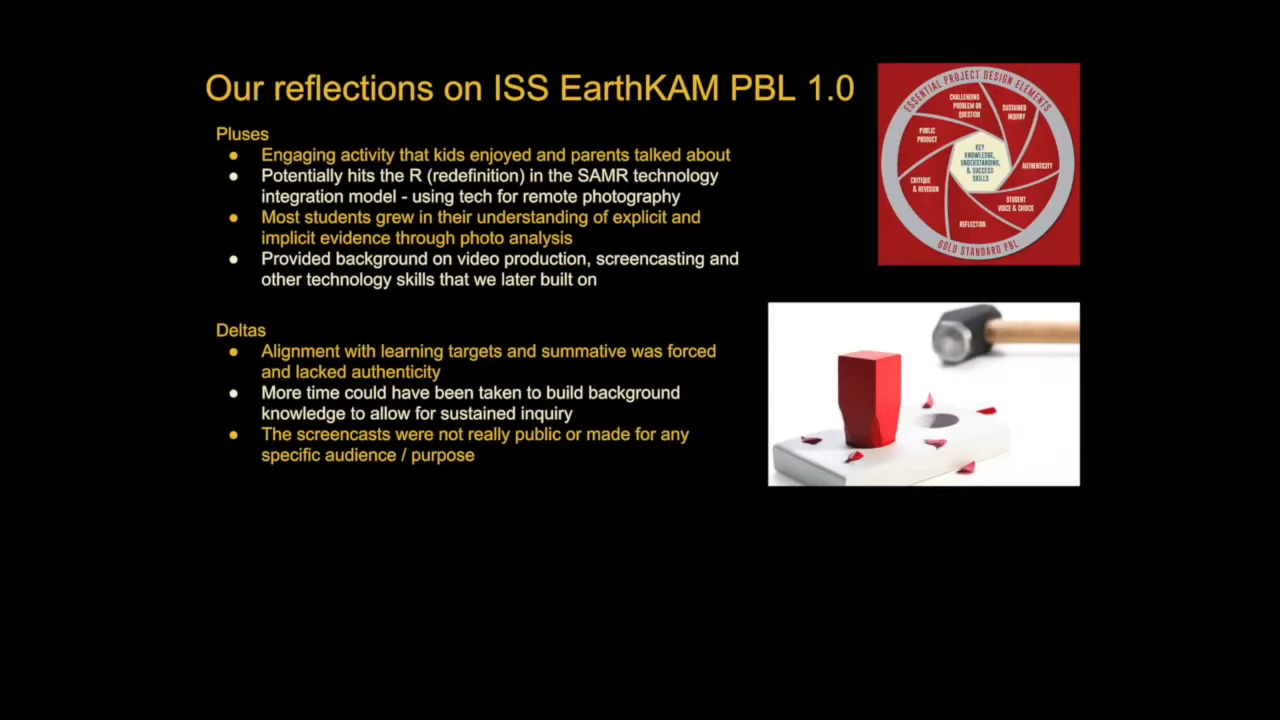 Our reflections on ISS EarthKAM PBL 1.0
Pluses
● Engaging activity that kids enjoyed and parents talked about
● Potentially hits the R (redefinition) in the SAMR technology
integration model - using tech for remote photography
● Most students grew in their understanding of explicit and
implicit evidence through photo analysis
● Provided background on video production, screencasting and
other technology skills that we later built on
Deltas
● Alignment with learning targets and summative was forced
and lacked authenticity
● More time could have been taken to build background
knowledge to allow for sustained inquiry
● The screencasts were not really public or made for any
specific audience / purpose
ESSENTIAL PROJECT DESIGN ELEMENTS
CHALLENGING
PROBLEM OR
QUESTION
SUSTAINED
INQUIRY
AUTHENTICITY
STUDENT
VOICE & CHOICE
REFLECTION
CRITIQUE
& REVISION
PUBLIC
PRODUCT
KEY
KNOWLEDGE,
UNDERSTANDING,
& SUCCESS
SKILLS
GOLD STANDARD PBL